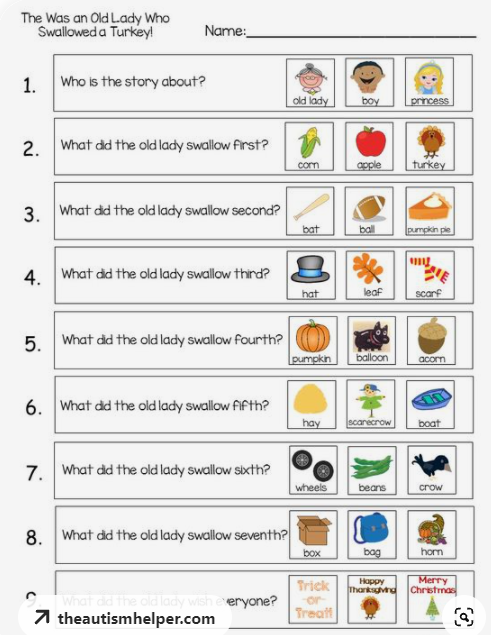 The Was an Old Lady Who
Swallowed a Turkey!
Name:
1. Who is the story about?
old lady boy princess
2. What did the old lady swallow first?
corn apple turkey
3. What did the old lady swallow second?
bat ball pumpkin pie
4. What did the old lady swallow third?
hat leaf scarf
5. What did the old lady swallow fourth?
pumpkin balloon acorn
6. What did the old lady swallow fifth?
hay scarecrow boat
7. What did the old lady swallow sixth?
wheels beans crow
8. What did the old lady swallow seventh?
box bag horn
9. What did the old lady wish everyone?
Trick
-or-
Treat!
Happy
Thanksgiving
Merry
Christmas
theautismhelper.com